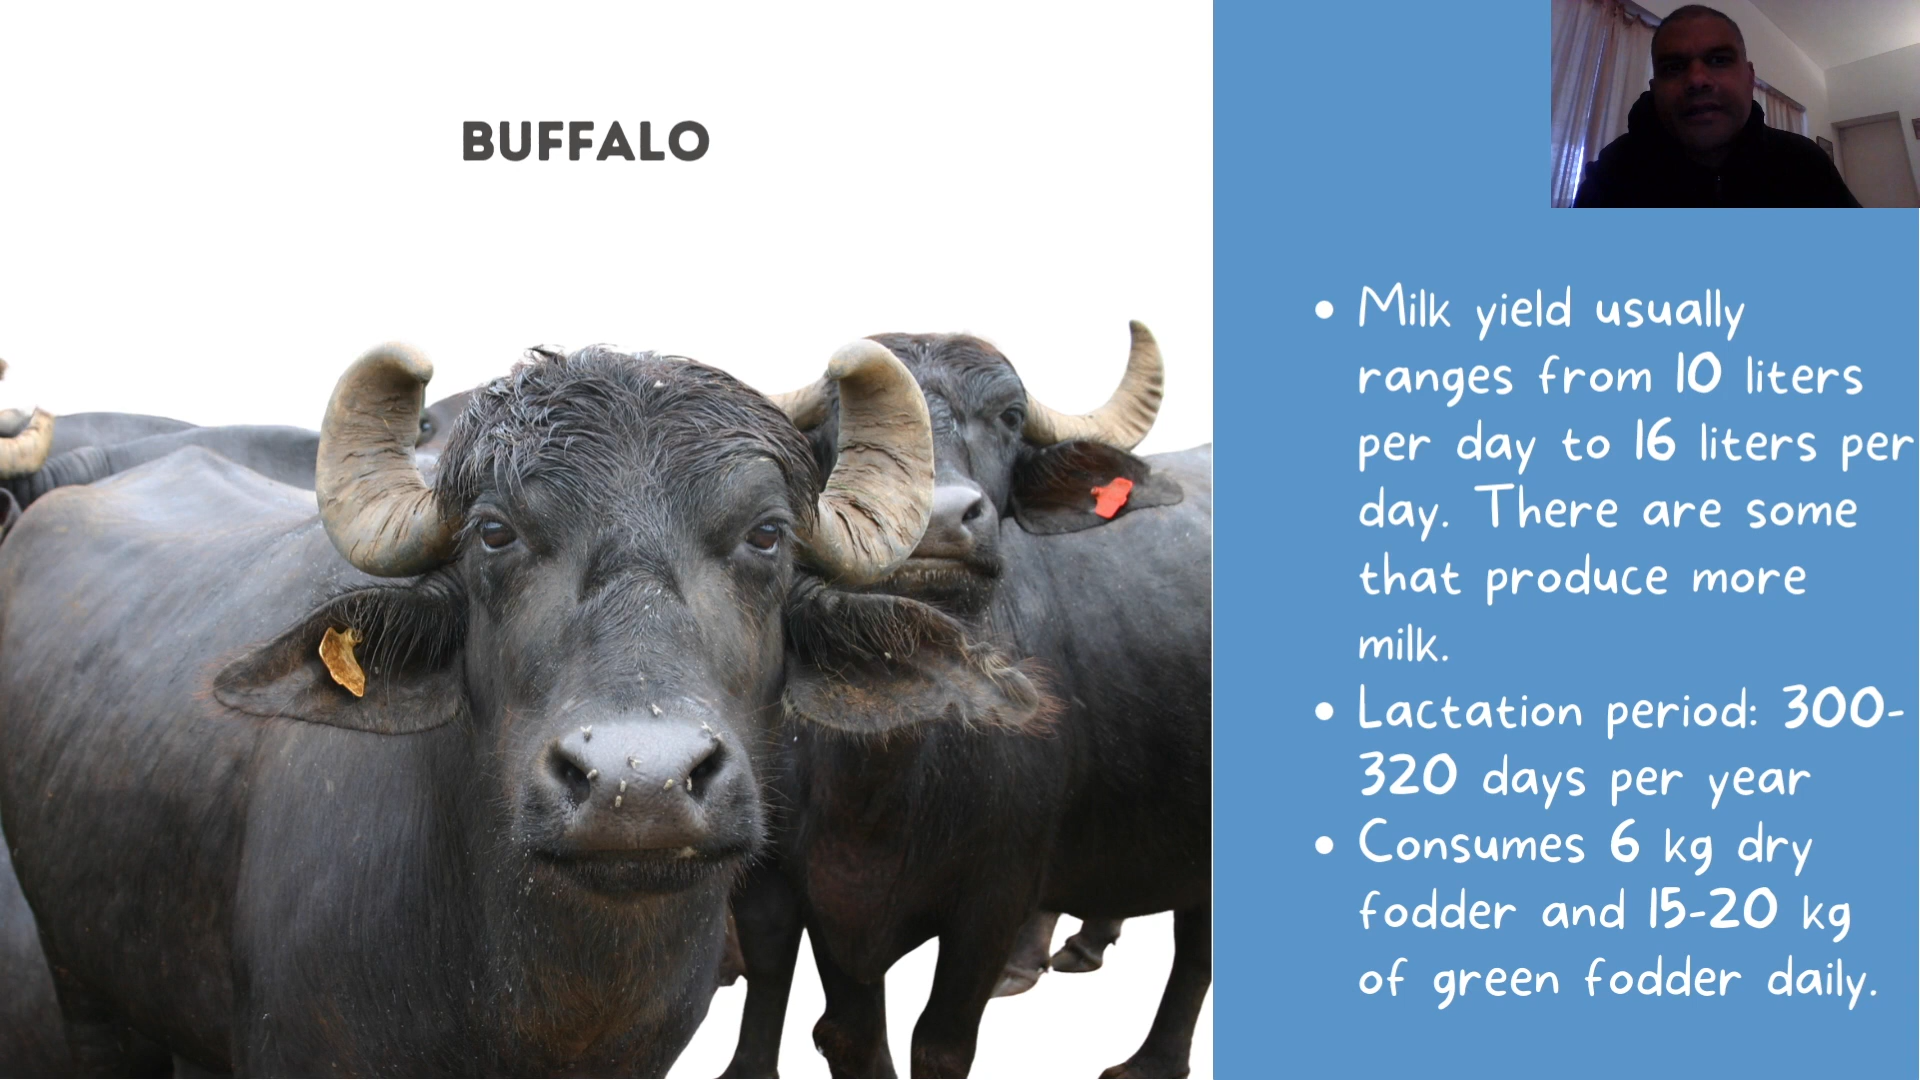 BUFFALO
• Milk yield usually
ranges from 10 liters
per day to 16 liters per
day. There are some
that produce more
milk.
• Lactation period: 300-
320 days per year
• Consumes 6 kg dry
fodder and 15-20 kg
of green fodder daily.